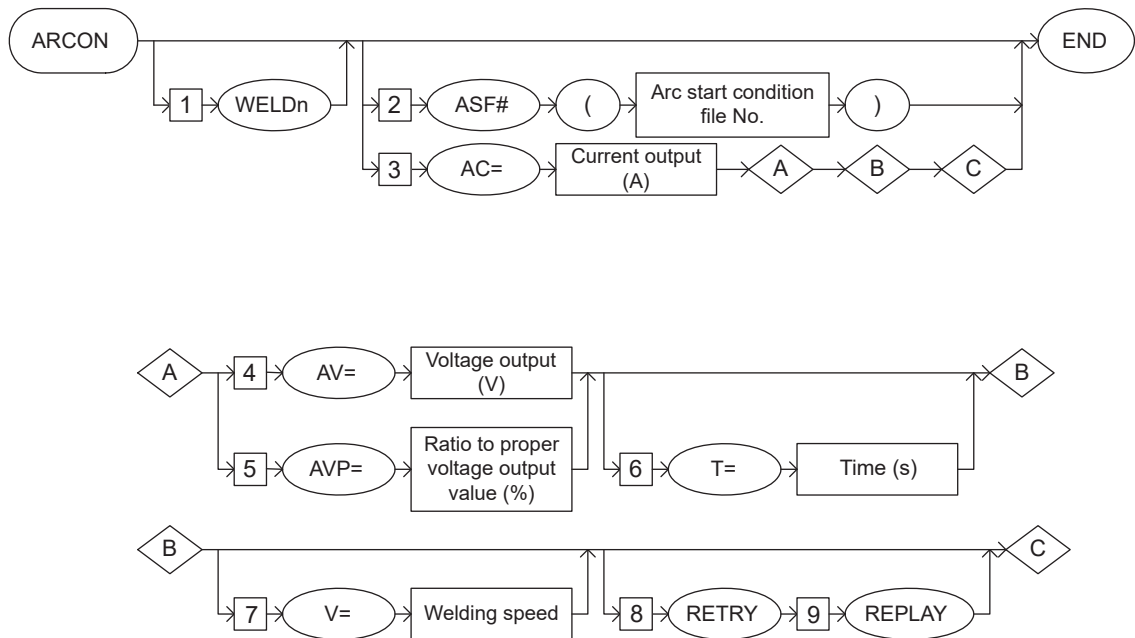 ARCON
END
1 WELDn
2 ASF# ( Arc start condition file No. )
3 AC= Current output (A) A B C
A 4 AV= Voltage output (V) B
5 AVP= Ratio to proper voltage output value (%) 6 T= Time (s)
B C
7 V= Welding speed 8 RETRY 9 REPLAY